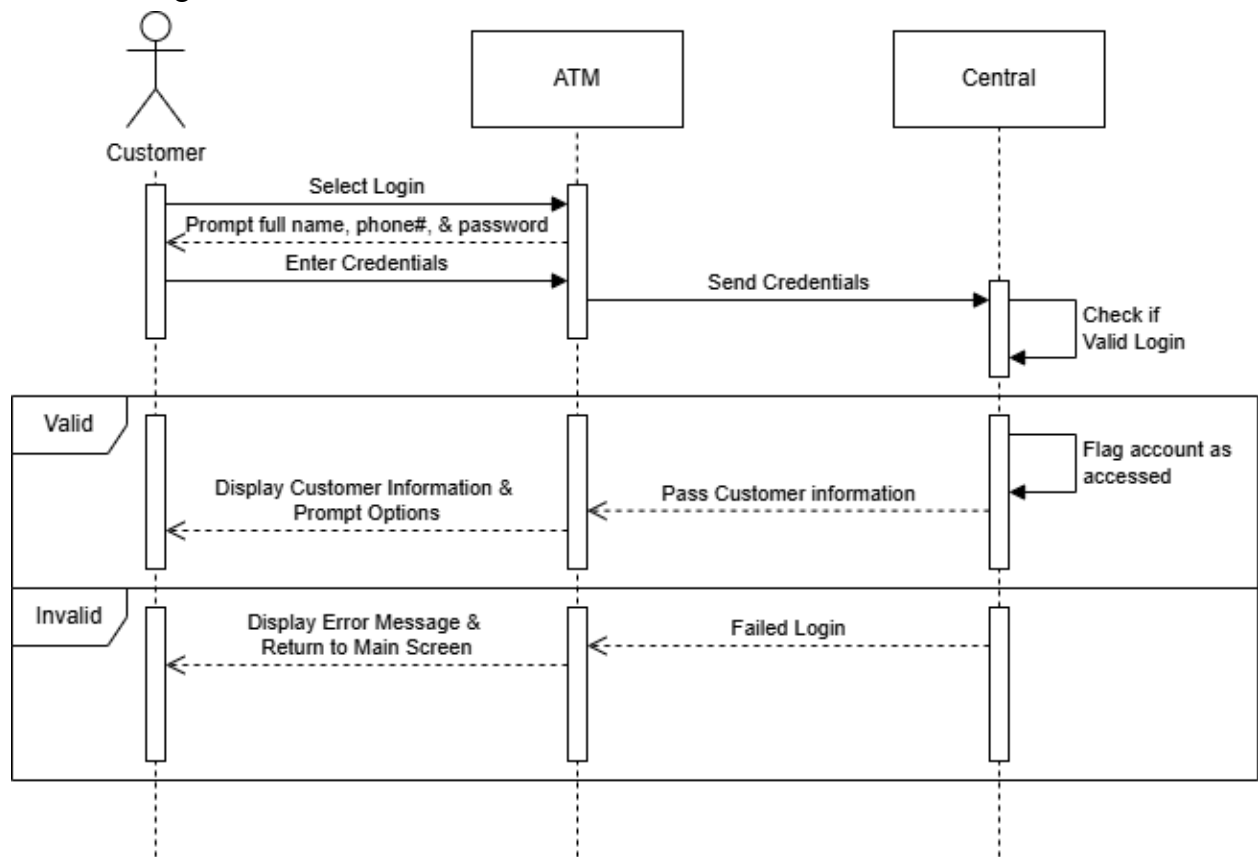 Customer
ATM
Central
Select Login
Prompt full name, phone#, & password
Enter Credentials
Send Credentials
Check if
Valid Login
Valid
Flag account as
accessed
Display Customer Information &
Prompt Options
Pass Customer information
Invalid
Display Error Message &
Return to Main Screen
Failed Login